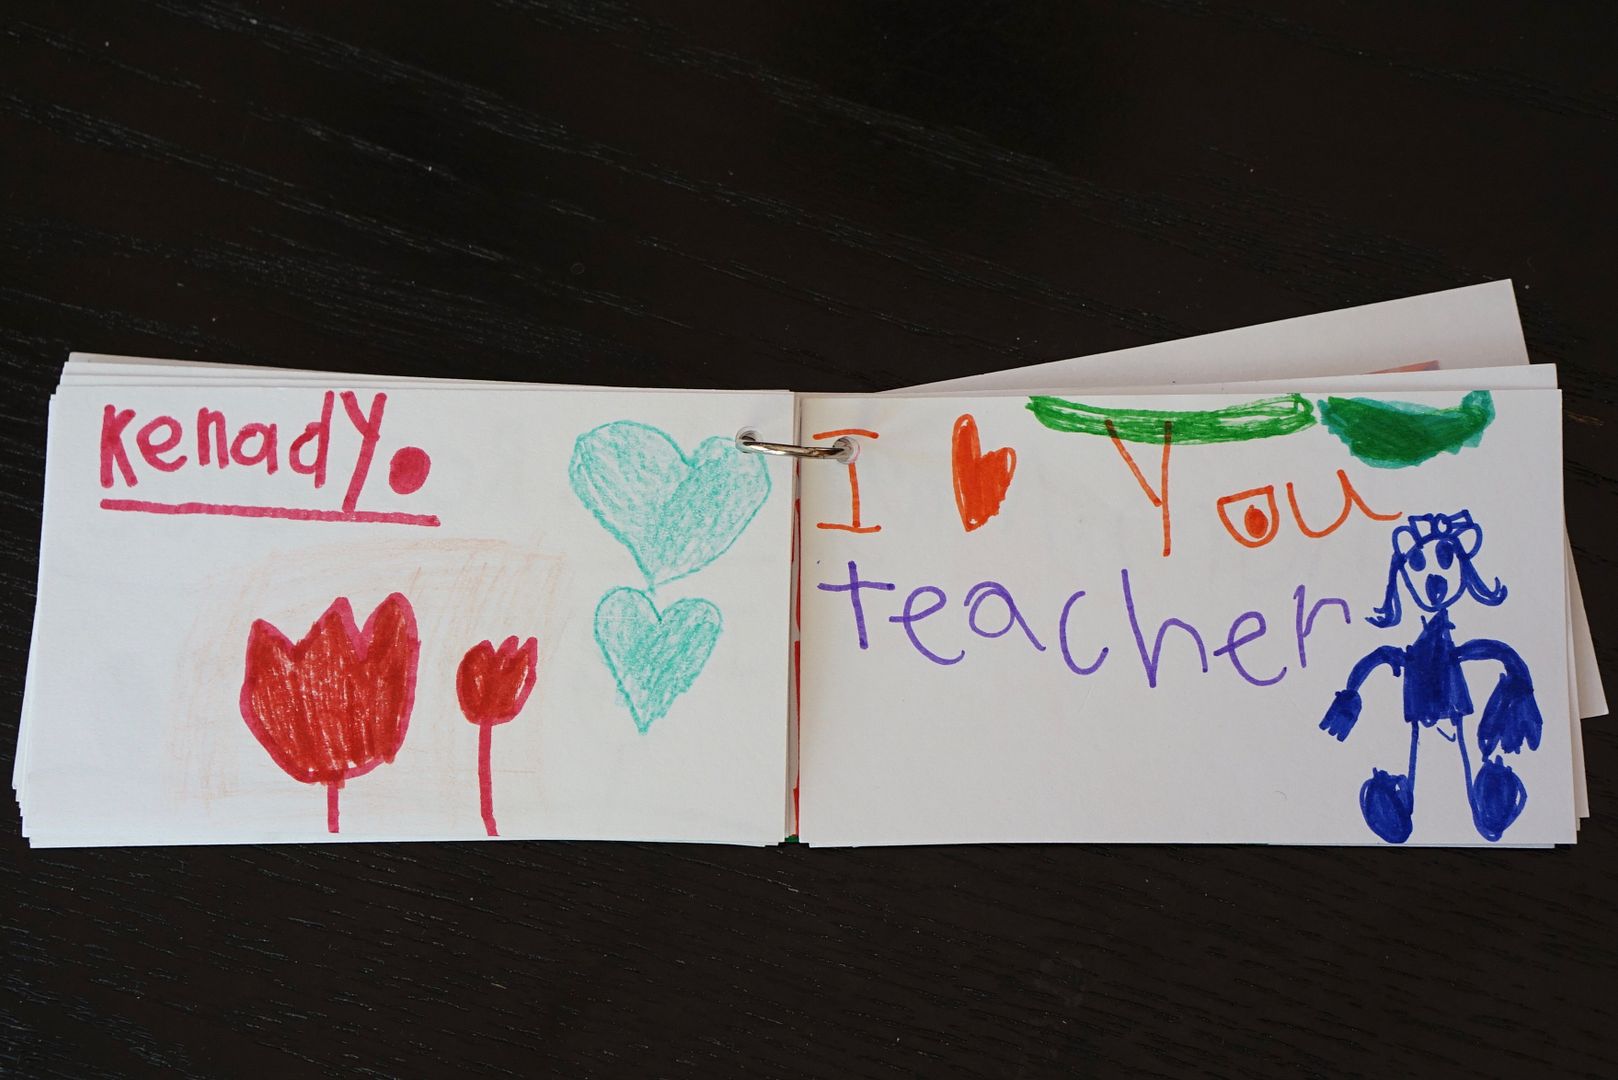 Kenady.
I ♥ You
teacher